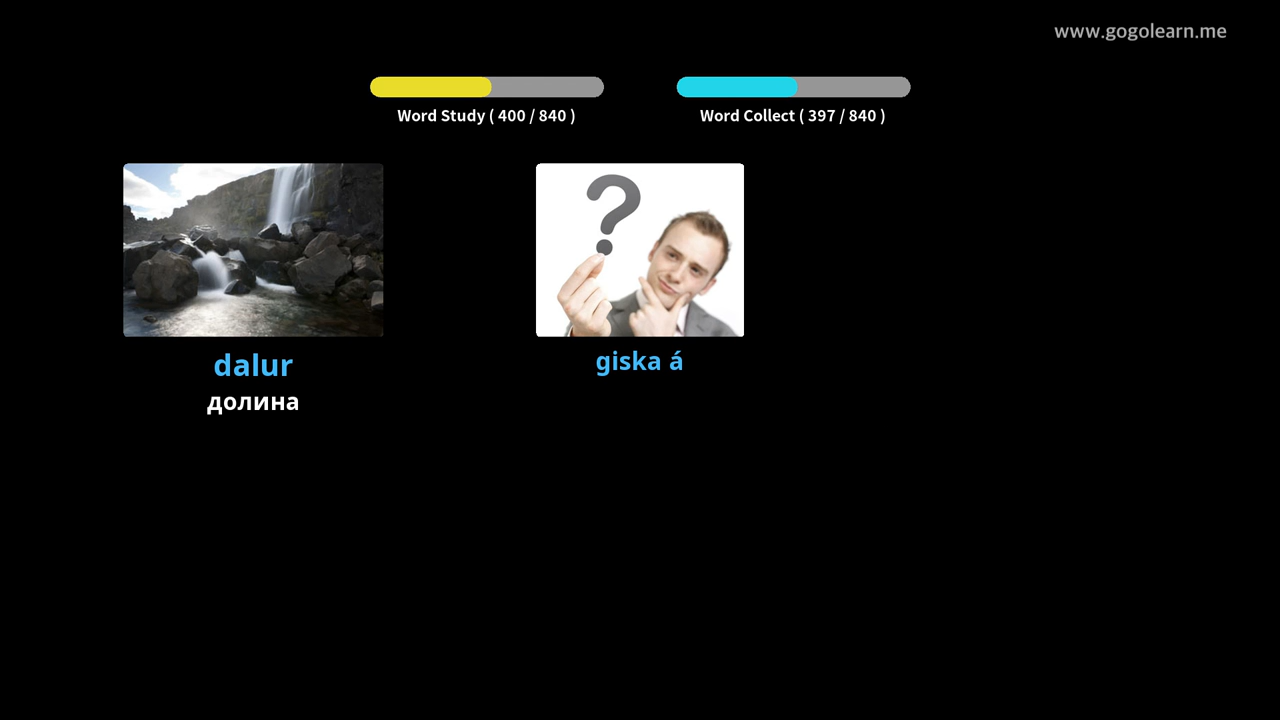 www.gogolearn.me
Word Study ( 400 / 840 )
Word Collect ( 397 / 840 )
?
dalur
долина
giska á